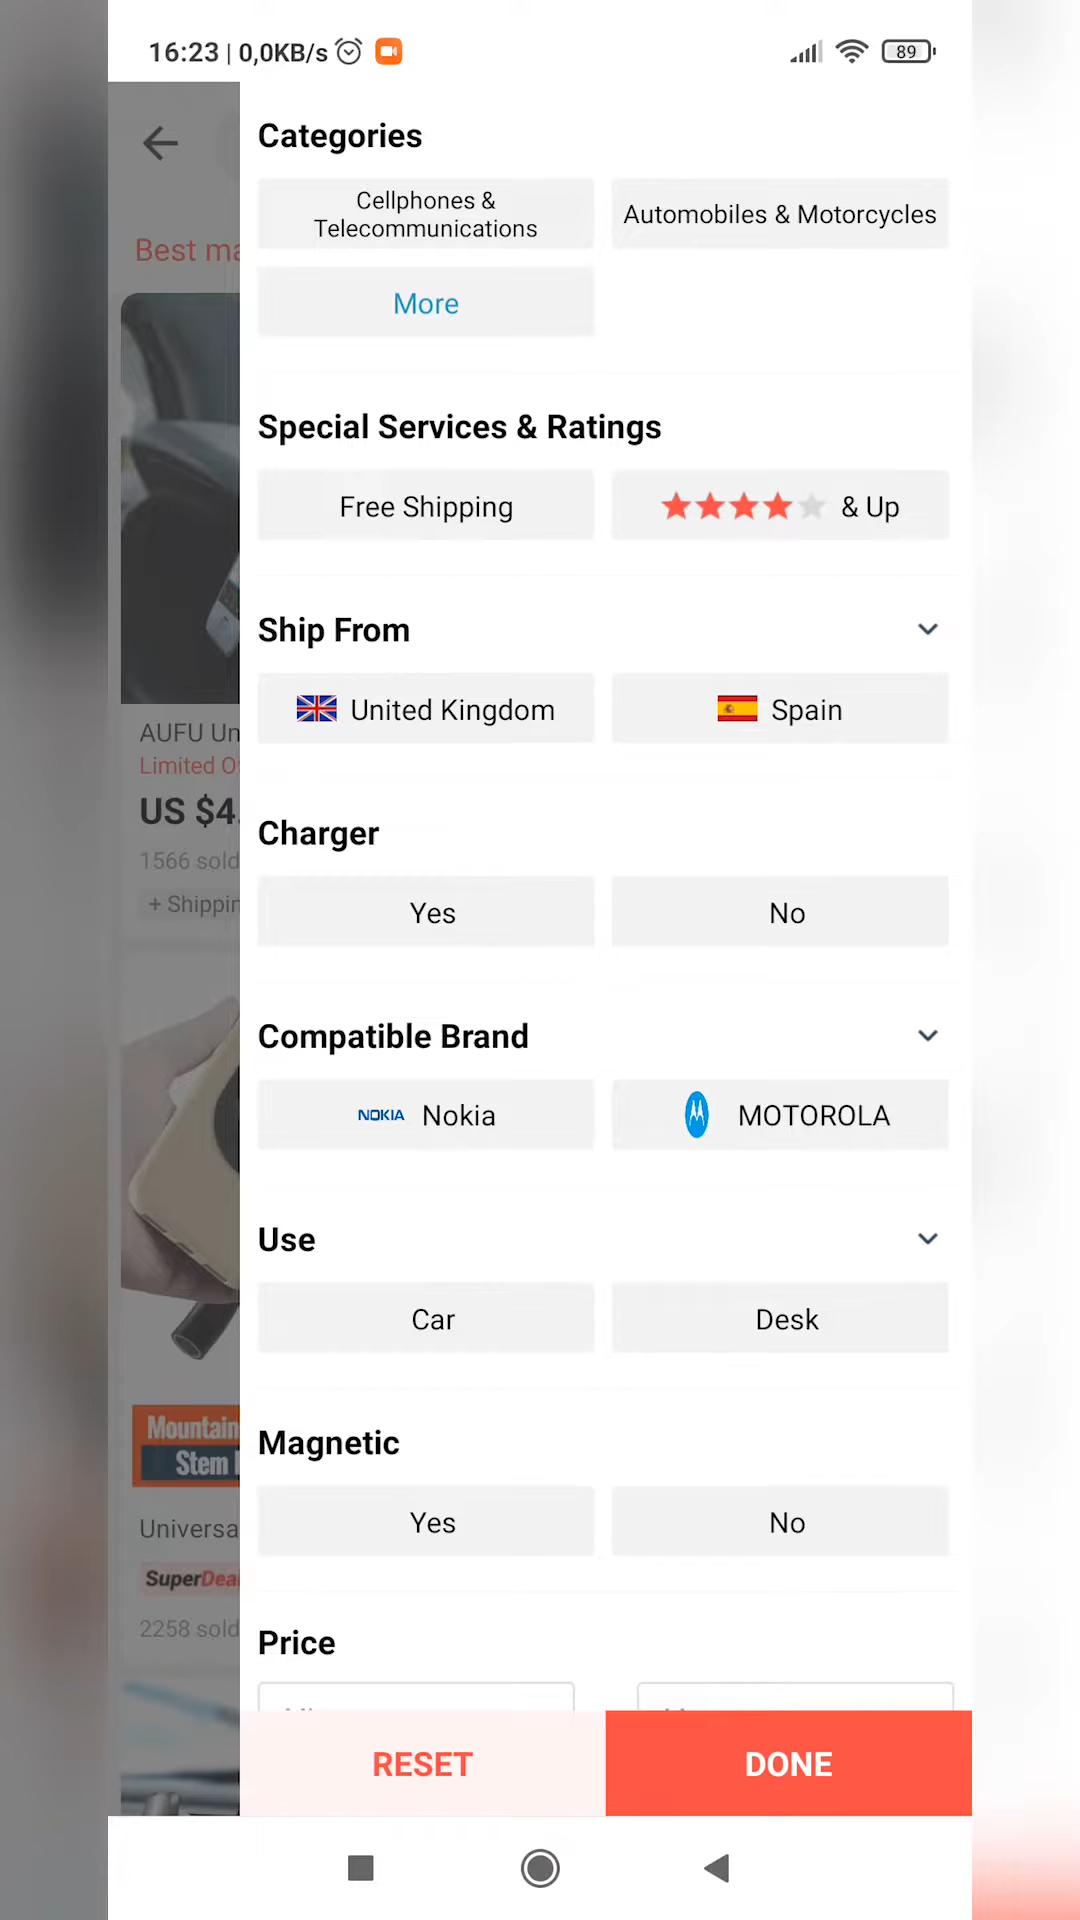 16:23 | 0,0KB/s
89
Categories
Cellphones &
Telecommunications
Automobiles & Motorcycles
More
Best ma
Special Services & Ratings
Free Shipping
& Up
Ship From
United Kingdom
Spain
AUFU Un
Limited O
US $4.
1566 sold
+ Shippin
Charger
Yes
No
Compatible Brand
NOKIA Nokia
MOTOROLA
Use
Car
Desk
Mountain
Stem
Magnetic
Yes
No
Universa
SuperDea
2258 sold
Price
RESET
DONE